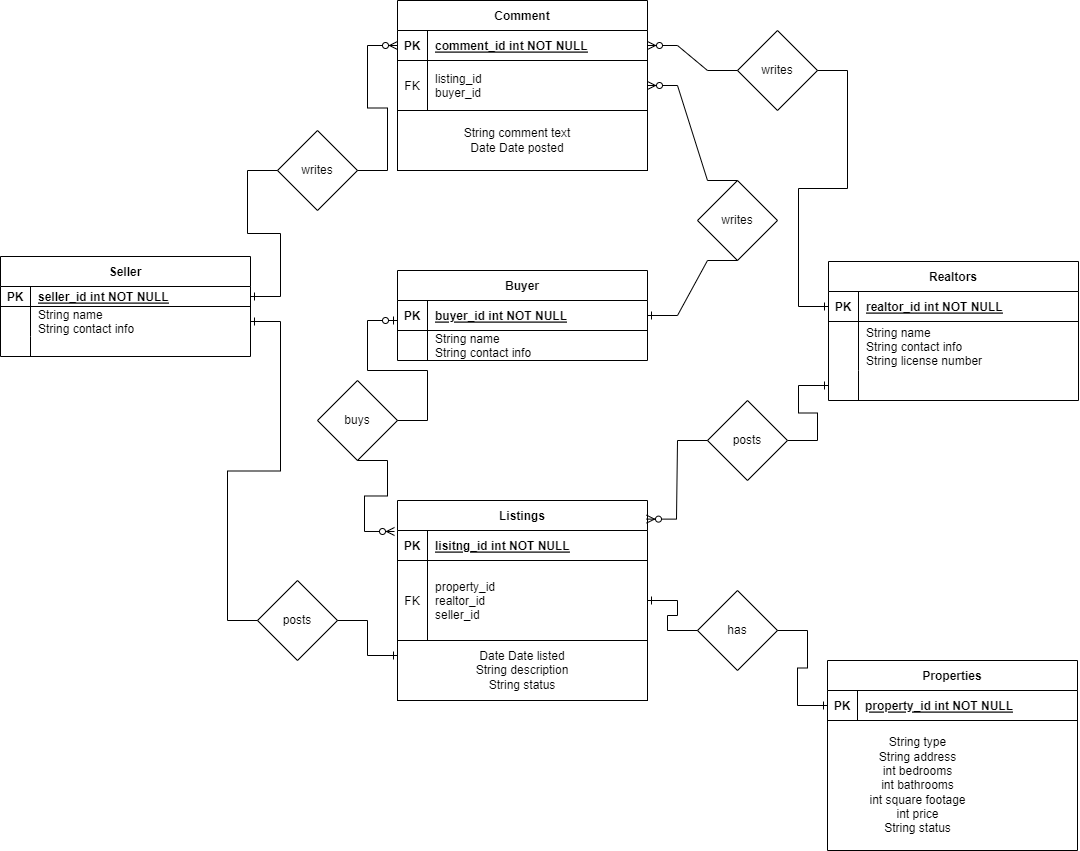 Comment
PK comment_id int NOT NULL
FK listing_id
buyer_id
String comment text
Date Date posted
writes
writes
writes
Seller
PK seller_id int NOT NULL
String name
String contact info
Buyer
PK buyer_id int NOT NULL
String name
String contact info
Realtors
PK realtor_id int NOT NULL
String name
String contact info
String license number
buys
posts
Listings
PK lisitng_id int NOT NULL
FK property_id
realtor_id
seller_id
Date Date listed
String description
String status
posts
has
Properties
PK property_id int NOT NULL
String type
String address
int bedrooms
int bathrooms
int square footage
int price
String status